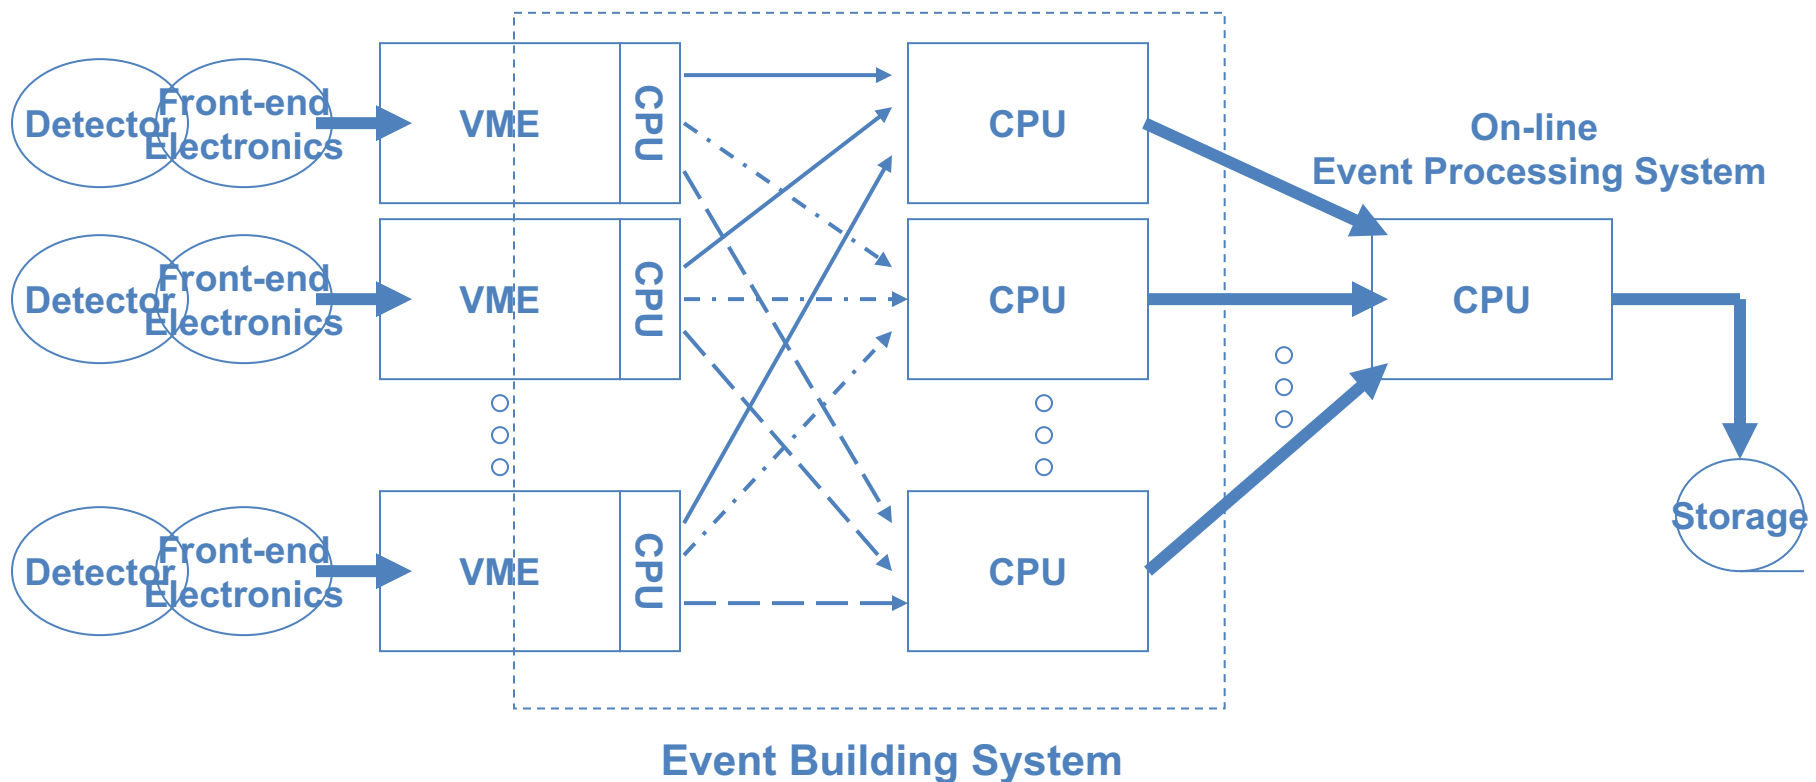 Detector
Front-end
Electronics
VME
CPU
CPU
On-line
Event Processing System
Detector
Front-end
Electronics
VME
CPU
CPU
CPU
Detector
Front-end
Electronics
VME
CPU
CPU
Storage
Event Building System